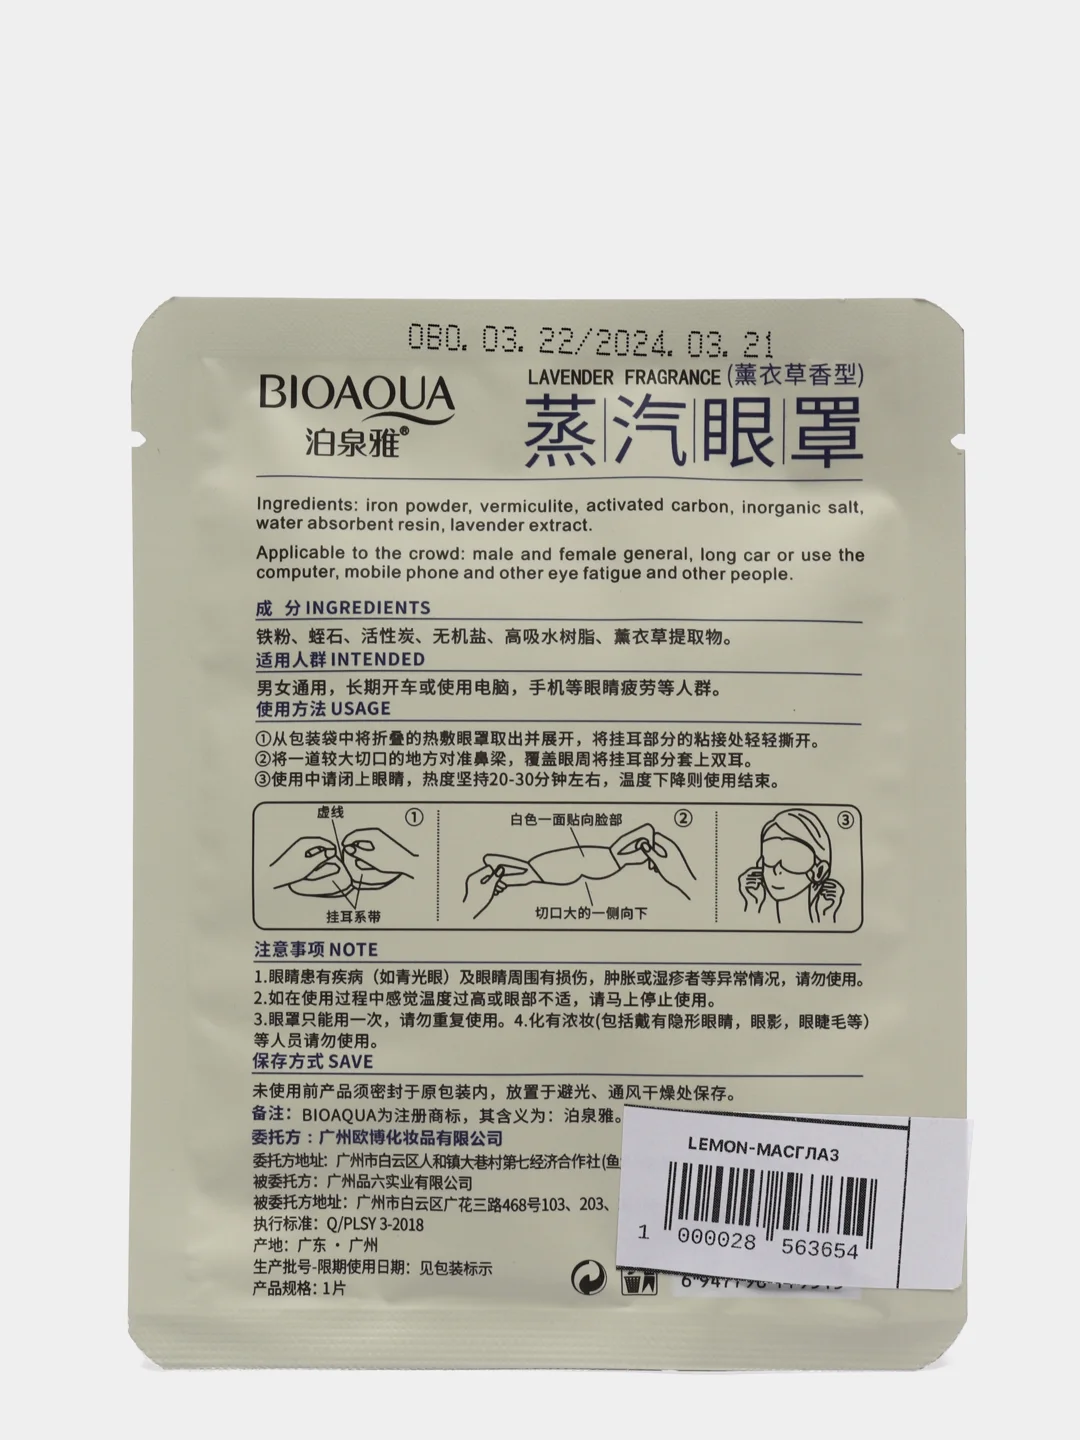 OBO. 03. 22/2024. 03. 21
BIOAQUA
泊泉雅®
LAVENDER FRAGRANCE (薰衣草香型)
蒸汽眼罩
Ingredients: iron powder, vermiculite, activated carbon, inorganic salt,
water absorbent resin, lavender extract.
Applicable to the crowd: male and female general, long car or use the
computer, mobile phone and other eye fatigue and other people.
成 分 INGREDIENTS
铁粉、蛭石、活性炭、无机盐、高吸水树脂、薰衣草提取物。
适用人群 INTENDED
男女通用，长期开车或使用电脑，手机等眼睛疲劳等人群。
使用方法 USAGE
①从包装袋中将折叠的热敷眼罩取出并展开，将挂耳部分的粘接处轻轻撕开。
②将一道较大切口的地方对准鼻梁，覆盖眼周将挂耳部分套上双耳。
③使用中请闭上眼睛，热度坚持20-30分钟左右，温度下降则使用结束。
虚线
①
挂耳系带
白色一面贴向脸部
②
切口大的一侧向下
③
注意事项 NOTE
1.眼睛患有疾病（如青光眼）及眼睛周围有损伤，肿胀或湿疹者等异常情况，请勿使用。
2.如在使用过程中感觉温度过高或眼部不适，请马上停止使用。
3.眼罩只能用一次，请勿重复使用。4.化有浓妆(包括戴有隐形眼睛，眼影，眼睫毛等）
等人员请勿使用。
保存方式 SAVE
未使用前产品须密封于原包装内，放置于避光、通风干燥处保存。
备注：BIOAQUA为注册商标，其含义为：泊泉雅。
委托方：广州欧博化妆品有限公司
委托方地址：广州市白云区人和镇大巷村第七经济合作社(鱼
被委托方：广州品六实业有限公司
被委托方地址：广州市白云区广花三路468号103、203、
执行标准：Q/PLSY 3-2018
产地：广东·广州
生产批号-限期使用日期：见包装标示
产品规格：1片
LEMON-МАСГЛАЗ
1 000028 563654